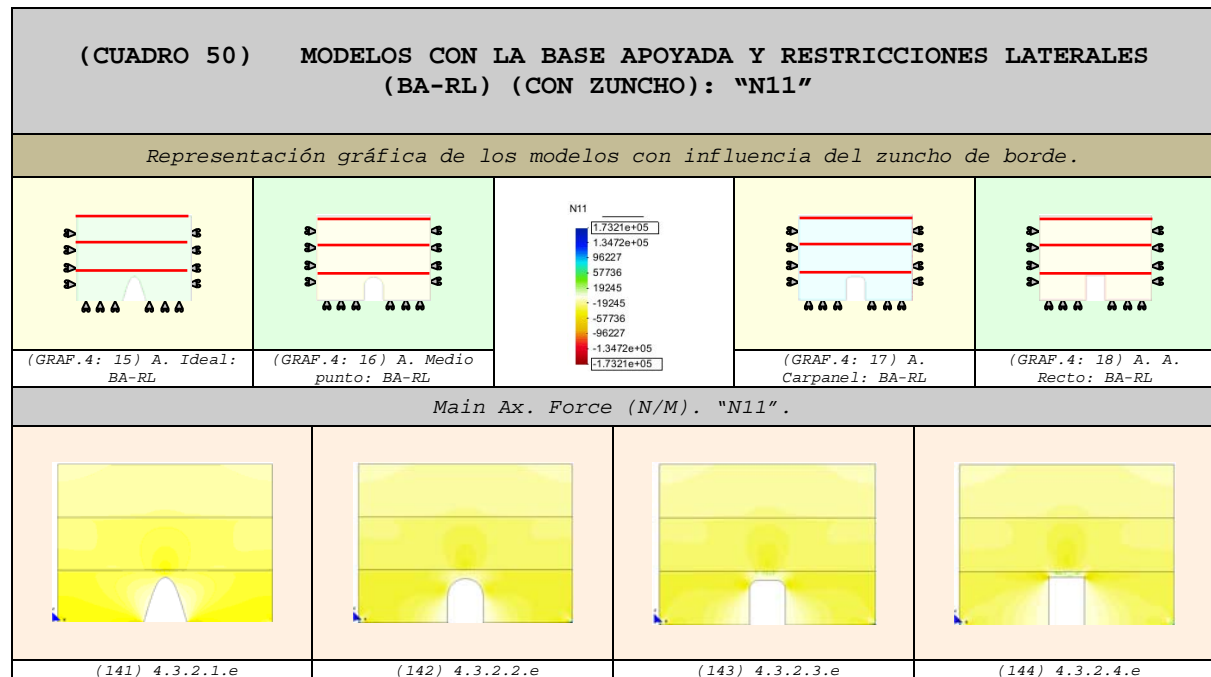 (CUADRO 50) MODELOS CON LA BASE APOYADA Y RESTRICCIONES LATERALES
(BA-RL) (CON ZUNCHO): “N11”
Representación gráfica de los modelos con influencia del zuncho de borde.
N11
1.7321e+05
1.3472e+05
96227
57736
19245
-19245
-57736
-96227
-1.3472e+05
-1.7321e+05
(GRAF.4: 15) A. Ideal:
BA-RL
(GRAF.4: 16) A. Medio
punto: BA-RL
(GRAF.4: 17) A.
Carpanel: BA-RL
(GRAF.4: 18) A. A.
Recto: BA-RL
Main Ax. Force (N/M). “N11”.
(141) 4.3.2.1.e
(142) 4.3.2.2.e
(143) 4.3.2.3.e
(144) 4.3.2.4.e